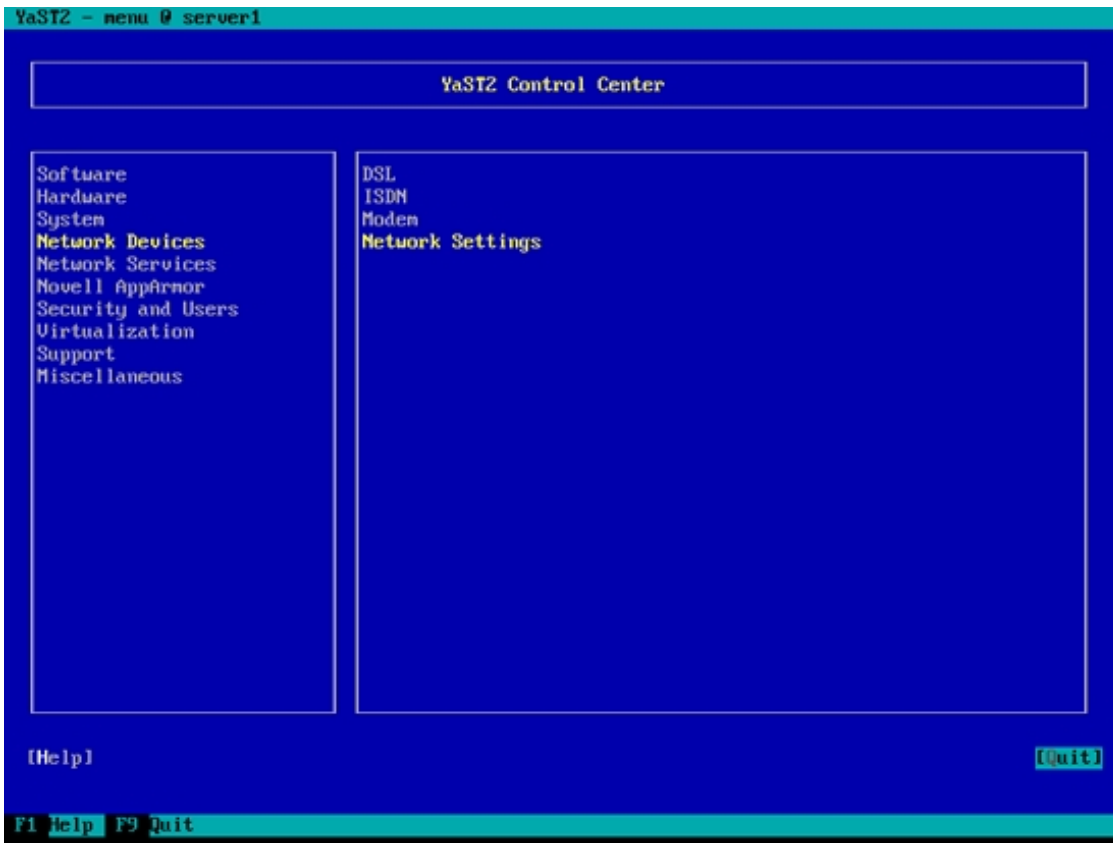 YaST2 - menu @ server1
YaST2 Control Center
Software
Hardware
System
Network Devices
Network Services
Novell AppArmor
Security and Users
Virtualization
Support
Miscellaneous
DSL
ISDN
Modem
Network Settings
[Help]
[Quit]
F1 Help F9 Quit